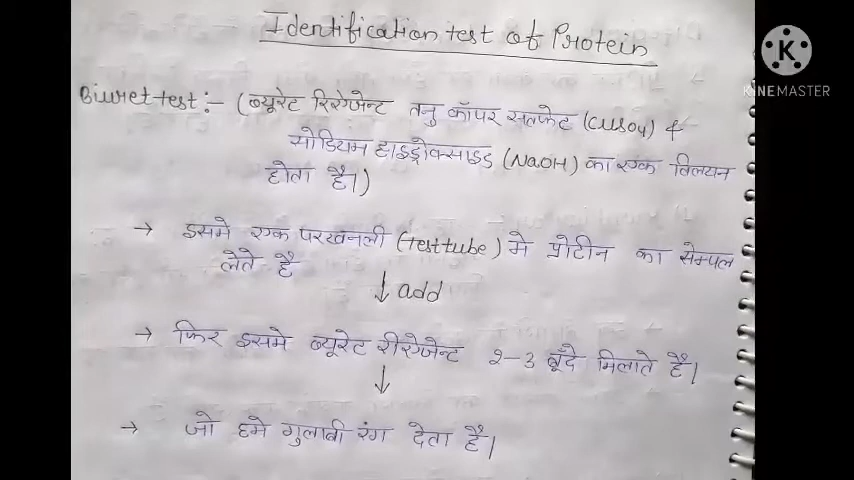 Identification test of Protein
K
KINEMASTER
Biuret test:- (ब्यूरेट रिएजेन्ट तनु कॉपर सल्फेट (CuSO4) &
सोडियम हाइड्रोक्साइड (NaOH) का एक विलयन
होता है।)
→ इसमे एक परखनली (test tube) मे प्रोटीन का सेम्पल
लेते है
↓ add
→ फिर इसमे ब्यूरेट रीएजेन्ट 2-3 बूँदे मिलाते है।
↓
→ जो हमे गुलाबी रंग देता है।